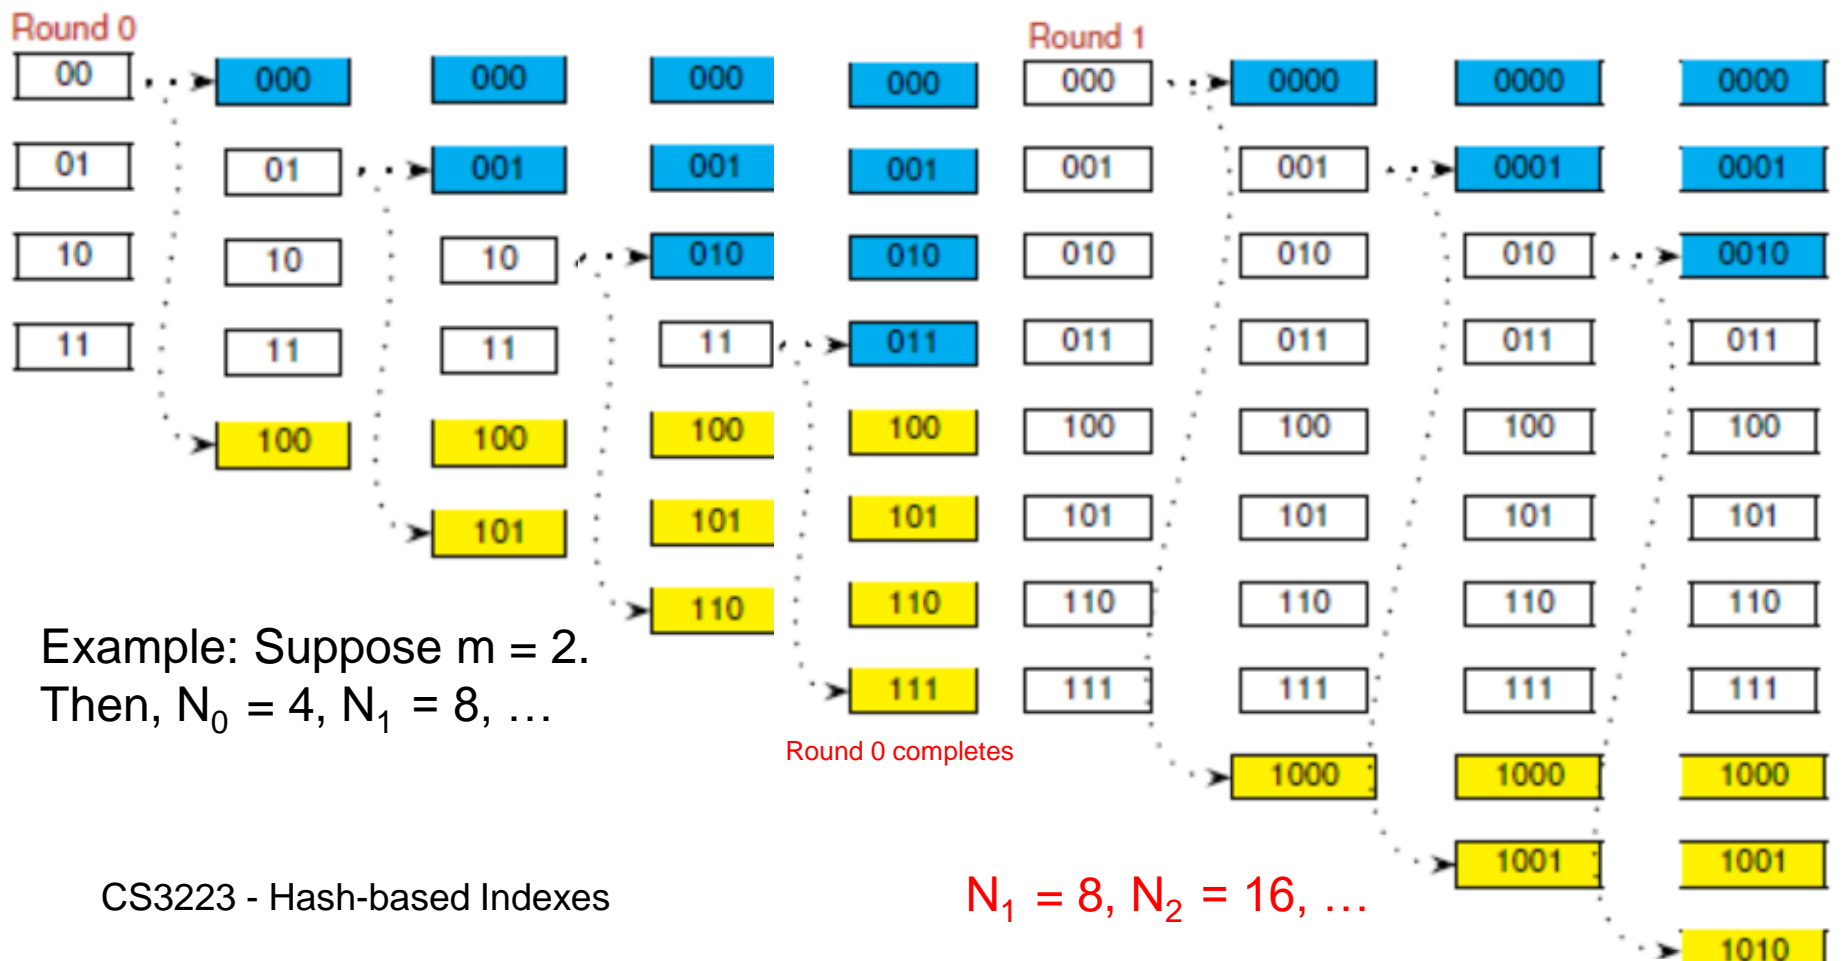 Round 0
Round 1
00 000 000 000 000 000 0000 0000 0000
01 01 001 001 001 001 001 0001 0001
10 10 10 010 010 010 010 010 0010
11 11 11 11 011 011 011 011 011
100 100 100 100 100 100 100 100
101 101 101 101 101 101 101
110 110 110 110 110 110
111 111 111 111 111
Example: Suppose m = 2.
Then, N0 = 4, N1 = 8, …
Round 0 completes
1000 1000 1000
1001 1001
1010
CS3223 - Hash-based Indexes
N1 = 8, N2 = 16, …